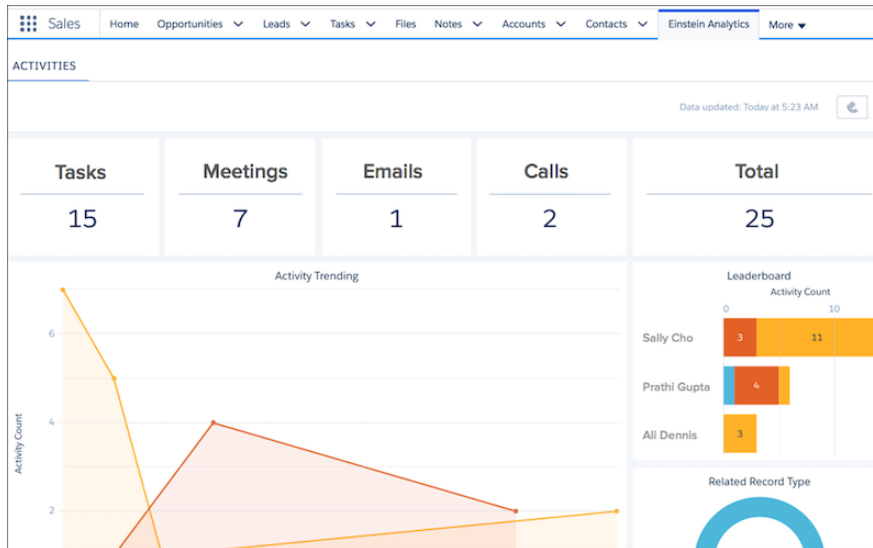 Sales Home Opportunities Leads Tasks Files Notes Accounts Contacts Einstein Analytics More
ACTIVITIES
Data updated: Today at 5:23 AM
Tasks Meetings Emails Calls Total
15 7 1 2 25
Activity Trending
6
4
2
Activity Count
Leaderboard
Activity Count
0 10
Sally Cho 3 11
Prathi Gupta 4
Ali Dennis 3
Related Record Type